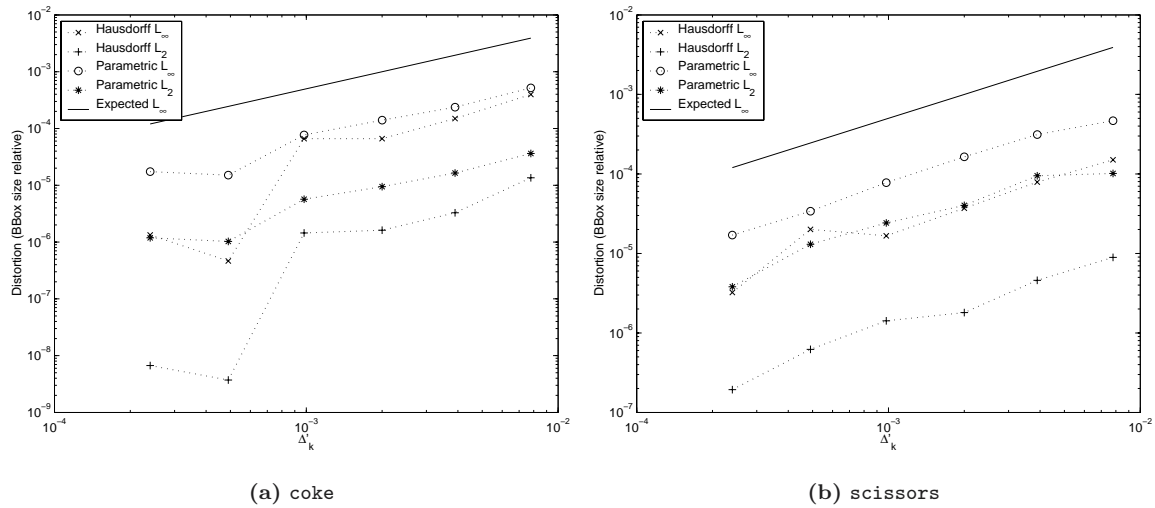 10⁻¹
10⁻²
10⁻³
10⁻⁴
10⁻⁵
10⁻⁶
10⁻⁷
10⁻⁸
10⁻⁹
Distortion (BBox size relative)
Hausdorff L∞
Hausdorff L₂
Parametric L∞
Parametric L₂
Expected L∞
10⁻⁴
10⁻³
10⁻²
Δ'ₖ
(a) coke
10⁻²
10⁻³
10⁻⁴
10⁻⁵
10⁻⁶
10⁻⁷
Distortion (BBox size relative)
Hausdorff L∞
Hausdorff L₂
Parametric L∞
Parametric L₂
Expected L∞
10⁻⁴
10⁻³
10⁻²
Δ'ₖ
(b) scissors